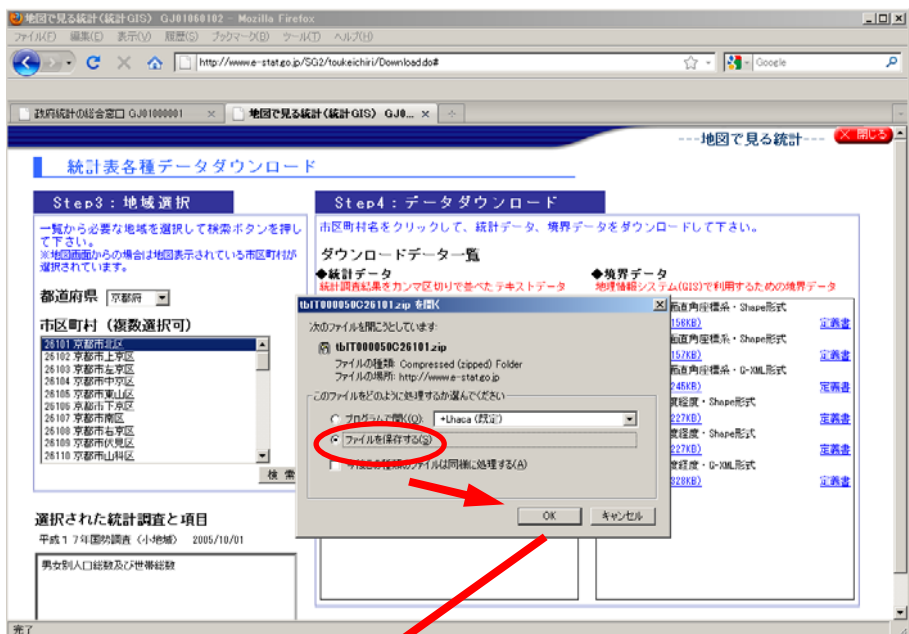 地図で見る統計(統計GIS) GJ01060102 - Mozilla Firefox
ファイル(F) 編集(E) 表示(V) 履歴(S) ブックマーク(B) ツール(T) ヘルプ(H)
http://www.e-stat.go.jp/SG2/toukeichiri/Download.do#
Google
政府統計の総合窓口 GJ01000001
地図で見る統計(統計GIS) GJ0...
---地図で見る統計---
閉じる
統計表各種データダウンロード
Step3:地域選択
一覧から必要な地域を選択して検索ボタンを押し
て下さい。
※地図画面からの場合は地図表示されている市区町村が
選択されています。
都道府県 京都府
市区町村(複数選択可)
26101 京都市北区
26102 京都市上京区
26103 京都市左京区
26104 京都市中京区
26105 京都市東山区
26106 京都市下京区
26107 京都市南区
26108 京都市右京区
26109 京都市伏見区
26110 京都市山科区
検 索
選択された統計調査と項目
平成17年国勢調査(小地域) 2005/10/01
男女別人口総数及び世帯総数
Step4:データダウンロード
市区町村名をクリックして、統計データ、境界データをダウンロードして下さい。
ダウンロードデータ一覧
◆統計データ
統計調査結果をカンマ区切りで並べたテキストデータ
◆境界データ
地理情報システム(GIS)で利用するための境界データ
面直角座標系・Shape形式
156KB) 定義書
面直角座標系・Shape形式
157KB) 定義書
面直角座標系・G-XML形式
245KB) 定義書
度経度・Shape形式
227KB) 定義書
度経度・Shape形式
227KB) 定義書
度経度・G-XML形式
328KB) 定義書
tblT000050C26101.zip を開く
次のファイルを開こうとしています:
tblT000050C26101.zip
ファイルの種類: Compressed (zipped) Folder
ファイルの場所: http://www.e-stat.go.jp
このファイルをどのように処理するか選んでください
プログラムで開く(O): +Lhaca (既定)
ファイルを保存する(S)
今後この種類のファイルは同様に処理する(A)
OK
キャンセル
完了